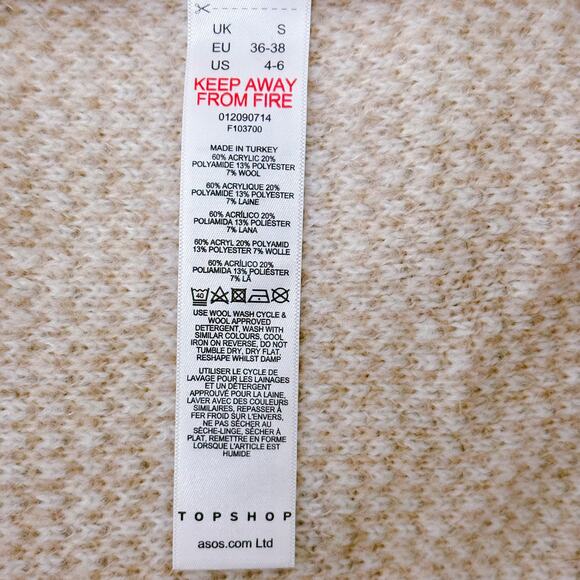 UK S
EU 36-38
US 4-6
KEEP AWAY
FROM FIRE
012090714
F103700
MADE IN TURKEY
60% ACRYLIC 20%
POLYAMIDE 13% POLYESTER
7% WOOL
60% ACRYLIQUE 20%
POLYAMIDE 13% POLYESTER
7% LAINE
60% ACRÍLICO 20%
POLIAMIDA 13% POLIÉSTER
7% LANA
60% ACRYL 20% POLYAMID
13% POLYESTER 7% WOLLE
60% ACRÍLICO 20%
POLIAMIDA 13% POLIÉSTER
7% LÃ
40
USE WOOL WASH CYCLE &
WOOL APPROVED
DETERGENT, WASH WITH
SIMILAR COLOURS, COOL
IRON ON REVERSE, DO NOT
TUMBLE DRY, DRY FLAT,
RESHAPE WHILST DAMP
UTILISER LE CYCLE DE
LAVAGE POUR LES LAINAGES
ET UN DÉTERGENT
APPROUVÉ POUR LA LAINE,
LAVER AVEC DES COULEURS
SIMILAIRES, REPASSER À
FER FROID SUR L'ENVERS,
NE PAS SÉCHER AU
SÈCHE-LINGE, SÉCHER À
PLAT, REMETTRE EN FORME
LORSQUE L'ARTICLE EST
HUMIDE
TOPSHOP
asos.com Ltd